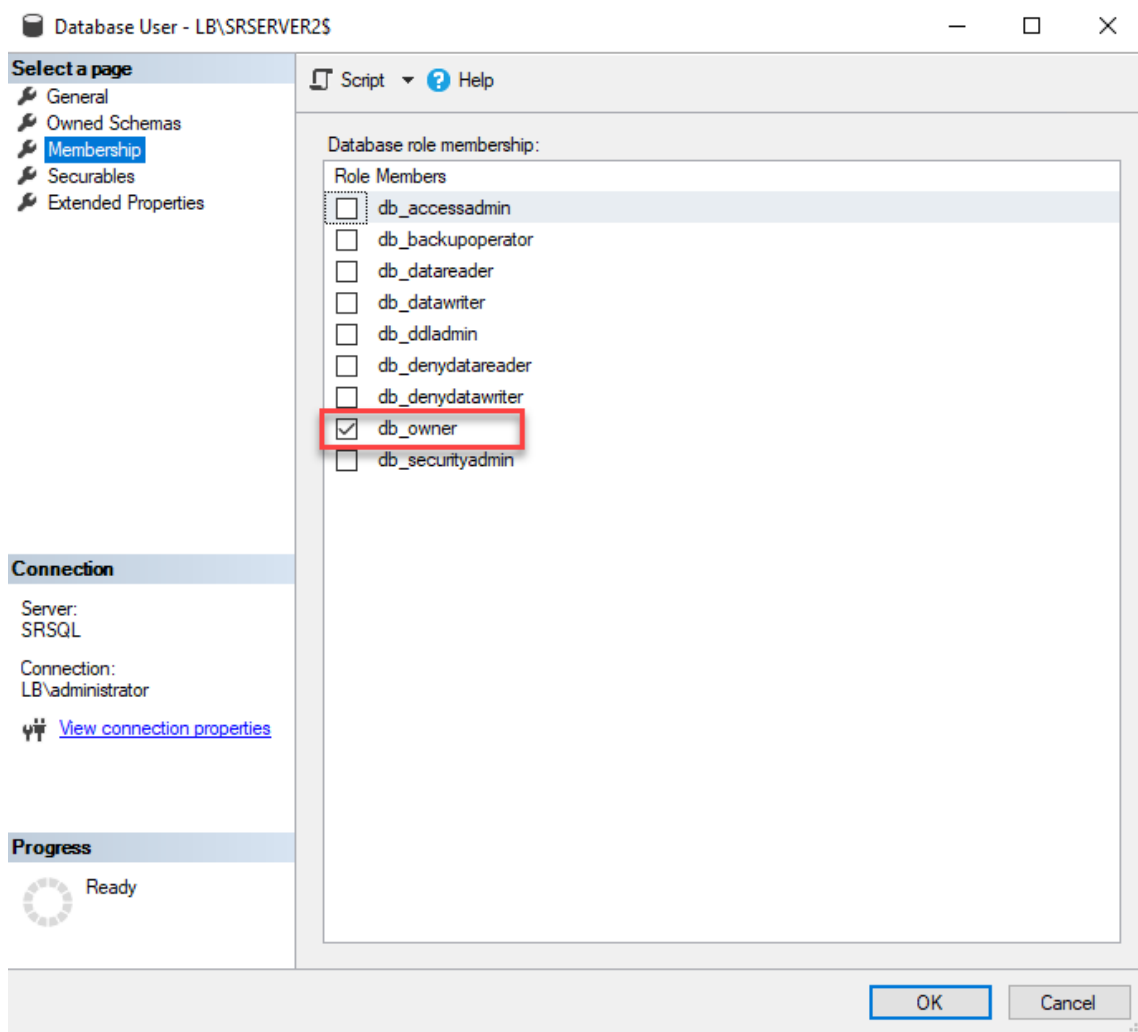 Database User - LB\SRSERVER2$
Select a page
General
Owned Schemas
Membership
Securables
Extended Properties
Script
Help
Database role membership:
Role Members
db_accessadmin
db_backupoperator
db_datareader
db_datawriter
db_ddladmin
db_denydatareader
db_denydatawriter
db_owner
db_securityadmin
Connection
Server:
SRSQL
Connection:
LB\administrator
View connection properties
Progress
Ready
OK
Cancel